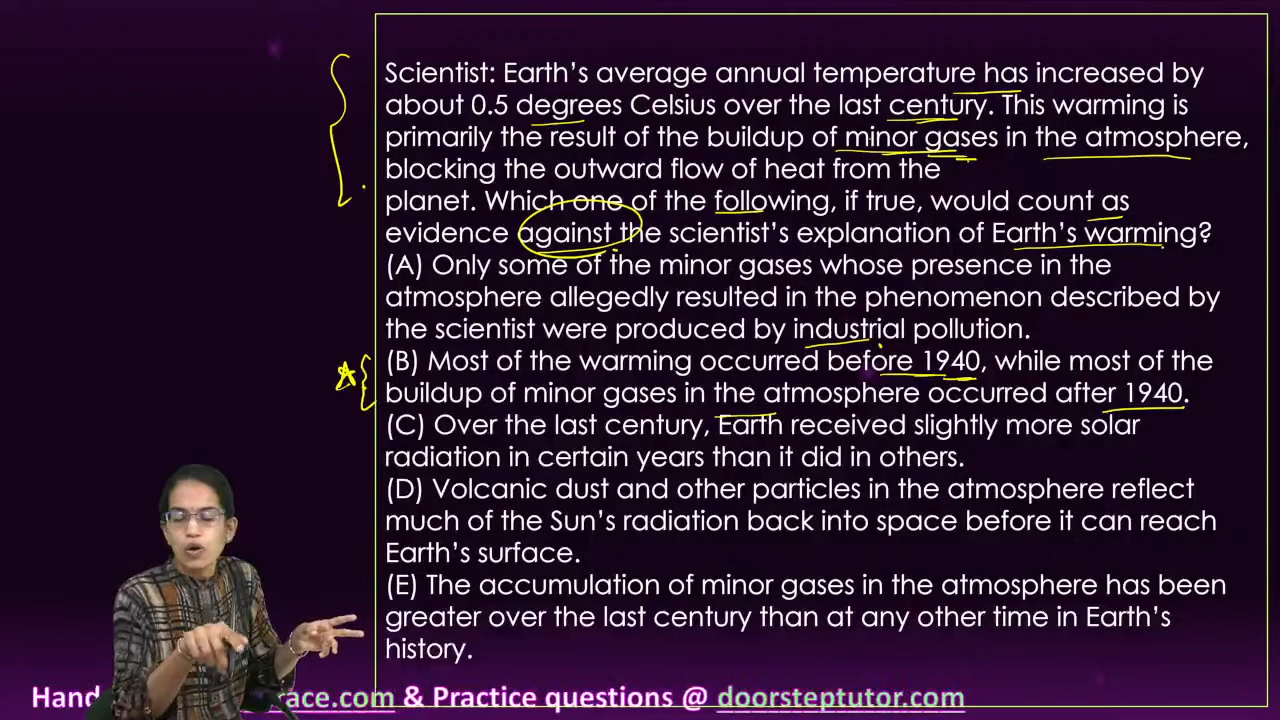 Scientist: Earth's average annual temperature has increased by
about 0.5 degrees Celsius over the last century. This warming is
primarily the result of the buildup of minor gases in the atmosphere,
blocking the outward flow of heat from the
planet. Which one of the following, if true, would count as
evidence against the scientist's explanation of Earth's warming?
(A) Only some of the minor gases whose presence in the
atmosphere allegedly resulted in the phenomenon described by
the scientist were produced by industrial pollution.
(B) Most of the warming occurred before 1940, while most of the
buildup of minor gases in the atmosphere occurred after 1940.
(C) Over the last century, Earth received slightly more solar
radiation in certain years than it did in others.
(D) Volcanic dust and other particles in the atmosphere reflect
much of the Sun's radiation back into space before it can reach
Earth's surface.
(E) The accumulation of minor gases in the atmosphere has been
greater over the last century than at any other time in Earth's
history.
& Practice questions @ doorsteptutor.com